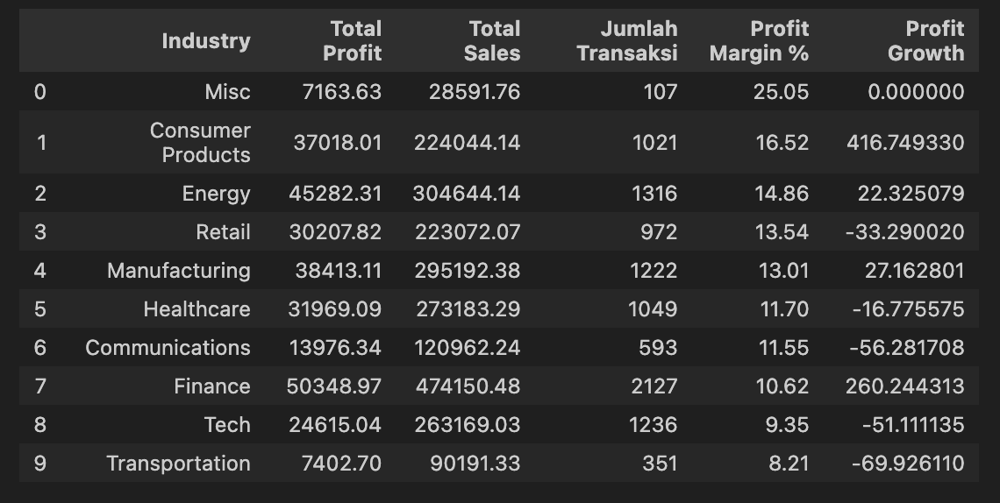 Industry Total Profit Total Sales Jumlah Transaksi Profit Margin % Profit Growth
0 Misc 7163.63 28591.76 107 25.05 0.000000
1 Consumer Products 37018.01 224044.14 1021 16.52 416.749330
2 Energy 45282.31 304644.14 1316 14.86 22.325079
3 Retail 30207.82 223072.07 972 13.54 -33.290020
4 Manufacturing 38413.11 295192.38 1222 13.01 27.162801
5 Healthcare 31969.09 273183.29 1049 11.70 -16.775575
6 Communications 13976.34 120962.24 593 11.55 -56.281708
7 Finance 50348.97 474150.48 2127 10.62 260.244313
8 Tech 24615.04 263169.03 1236 9.35 -51.111135
9 Transportation 7402.70 90191.33 351 8.21 -69.926110